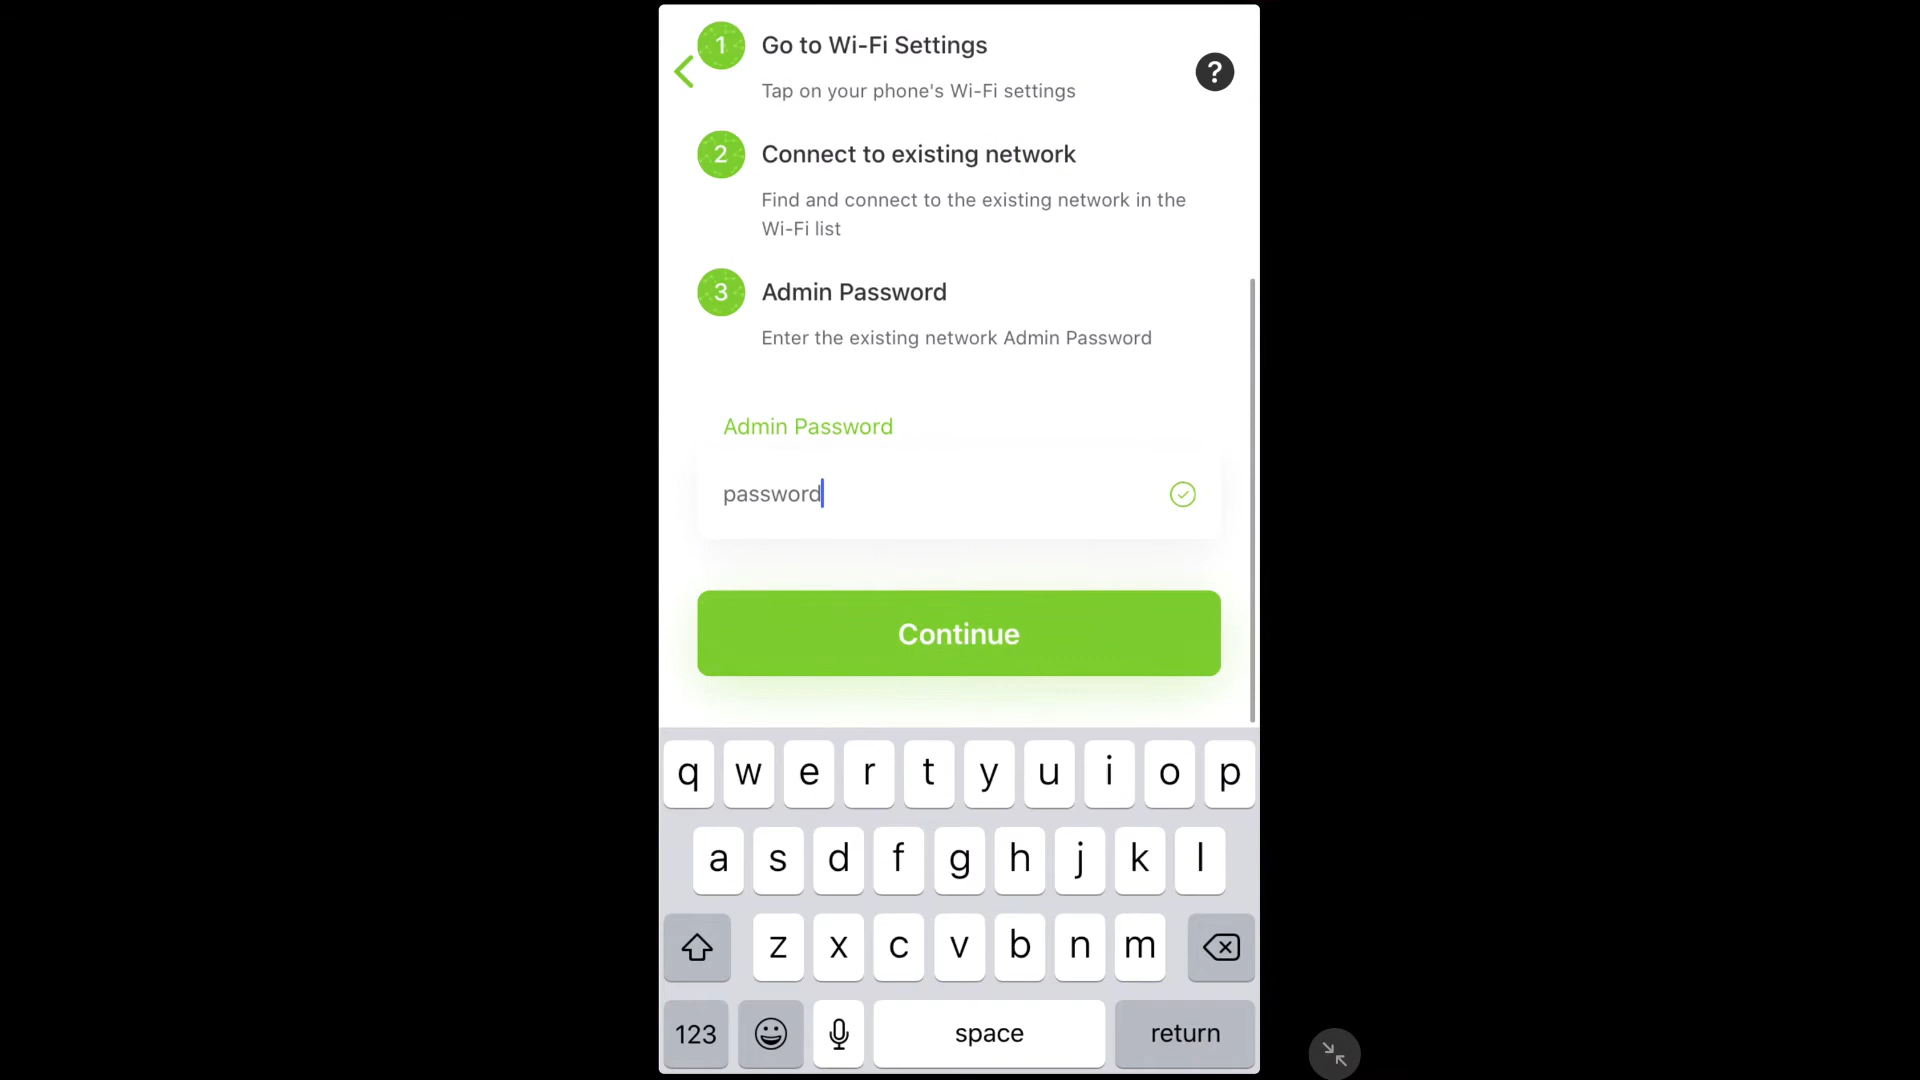 1 Go to Wi-Fi Settings
?
Tap on your phone's Wi-Fi settings
2 Connect to existing network
Find and connect to the existing network in the
Wi-Fi list
3 Admin Password
Enter the existing network Admin Password
Admin Password
password
Continue
q w e r t y u i o p
a s d f g h j k l
z x c v b n m
123 space return